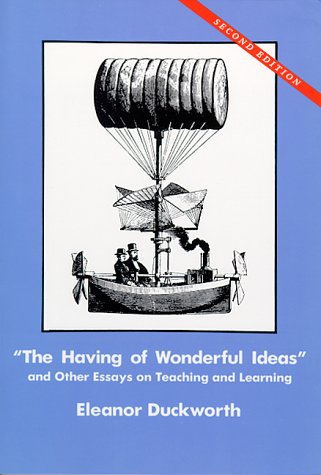 SECOND EDITION
"The Having of Wonderful Ideas"
and Other Essays on Teaching and Learning
Eleanor Duckworth